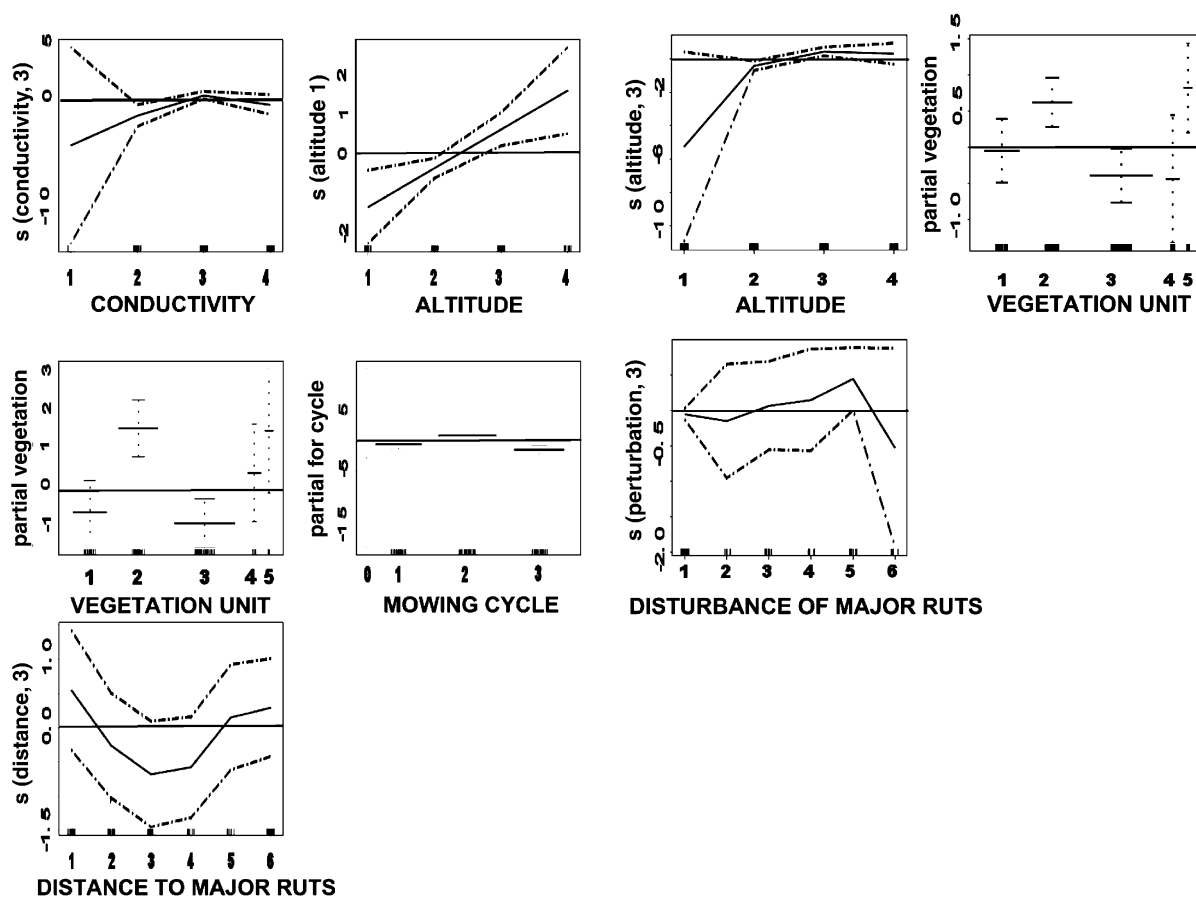 s (conductivity, 3)
5
0
-1
1 2 3 4
CONDUCTIVITY
s (altitude 1)
2
1
0
-2
1 2 3 4
ALTITUDE
s (altitude, 3)
-2
-6
-1 0
1 2 3 4
ALTITUDE
partial vegetation
1.5
0.5
-1.0
1 2 3 4 5
VEGETATION UNIT
partial vegetation
3
2
1
0
-1
1 2 3 4 5
VEGETATION UNIT
partial for cycle
5
-5
-15
0 1 2 3
MOWING CYCLE
s (perturbation, 3)
-0.5
-2.0
1 2 3 4 5 6
DISTURBANCE OF MAJOR RUTS
s (distance, 3)
1.0
0.0
-1.5
1 2 3 4 5 6
DISTANCE TO MAJOR RUTS